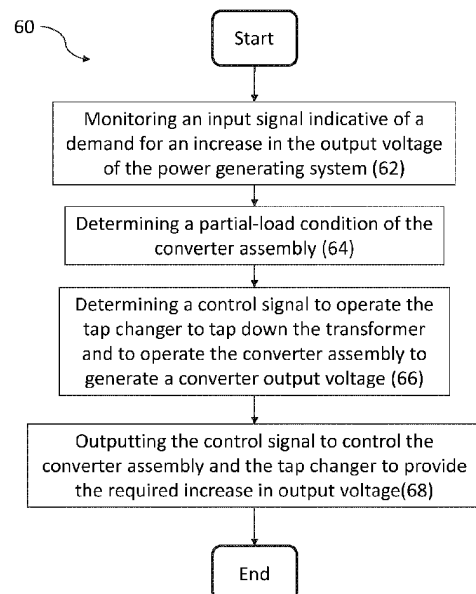 60
Start
Monitoring an input signal indicative of a
demand for an increase in the output voltage
of the power generating system (62)
Determining a partial-load condition of the
converter assembly (64)
Determining a control signal to operate the
tap changer to tap down the transformer
and to operate the converter assembly to
generate a converter output voltage (66)
Outputting the control signal to control the
converter assembly and the tap changer to provide
the required increase in output voltage(68)
End